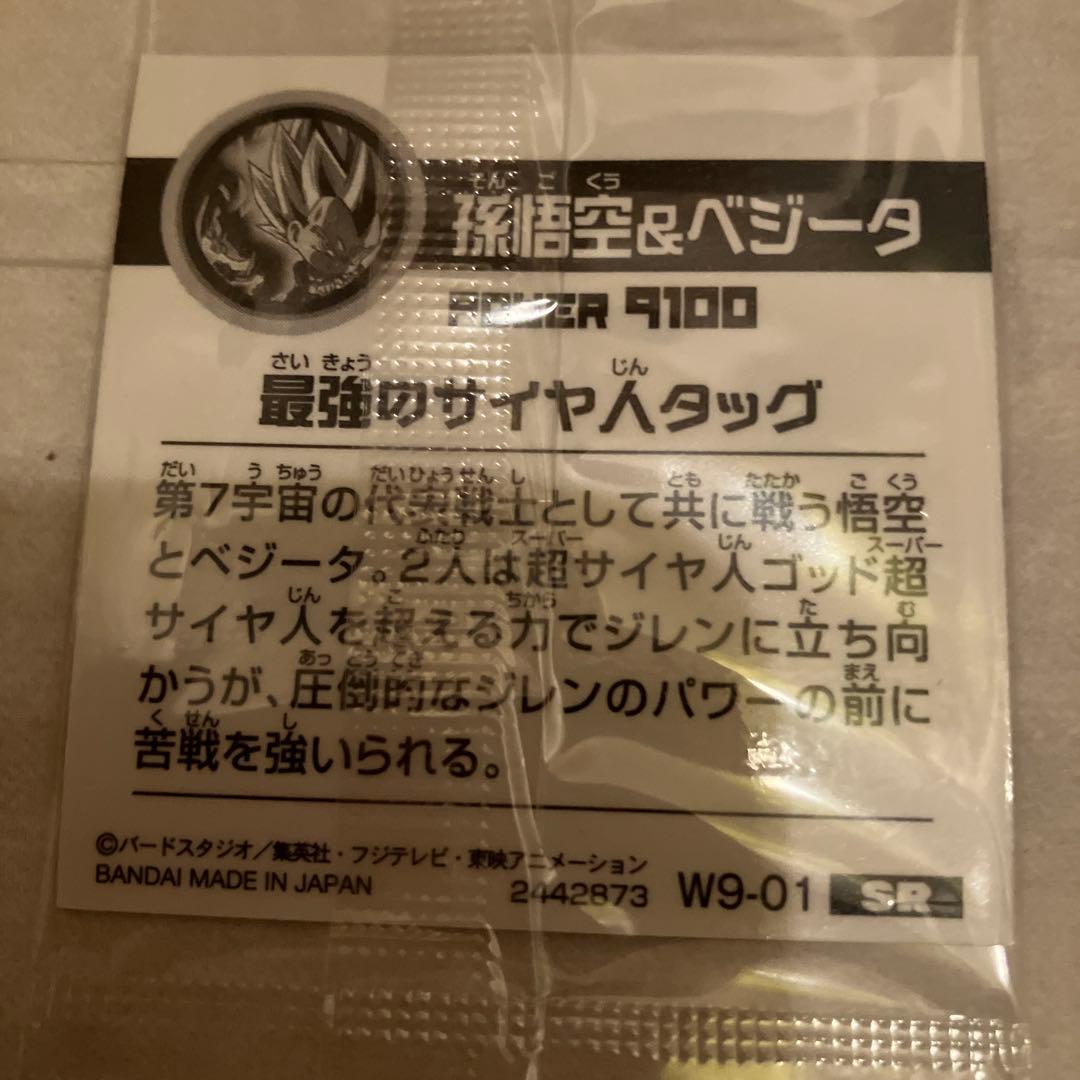 孫悟空&ベジータ
POWER 9100
最強のサイヤ人タッグ
第7宇宙の代表戦士として共に戦う悟空
とベジータ。2人は超サイヤ人ゴッド超
サイヤ人を超える力でジレンに立ち向
かうが、圧倒的なジレンのパワーの前に
苦戦を強いられる。
©バードスタジオ/集英社・フジテレビ・東映アニメーション
BANDAI MADE IN JAPAN
2442873 W9-01 SR